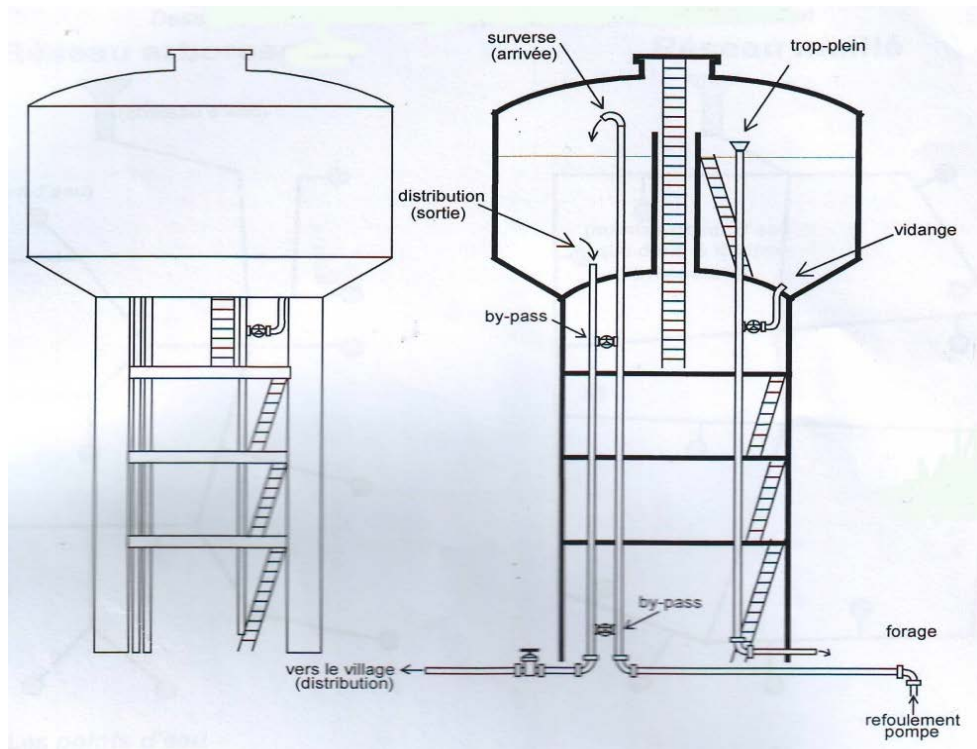 surverse
(arrivée)
trop-plein
distribution
(sortie)
vidange
by-pass
by-pass
forage
vers le village
(distribution)
refoulement
pompe